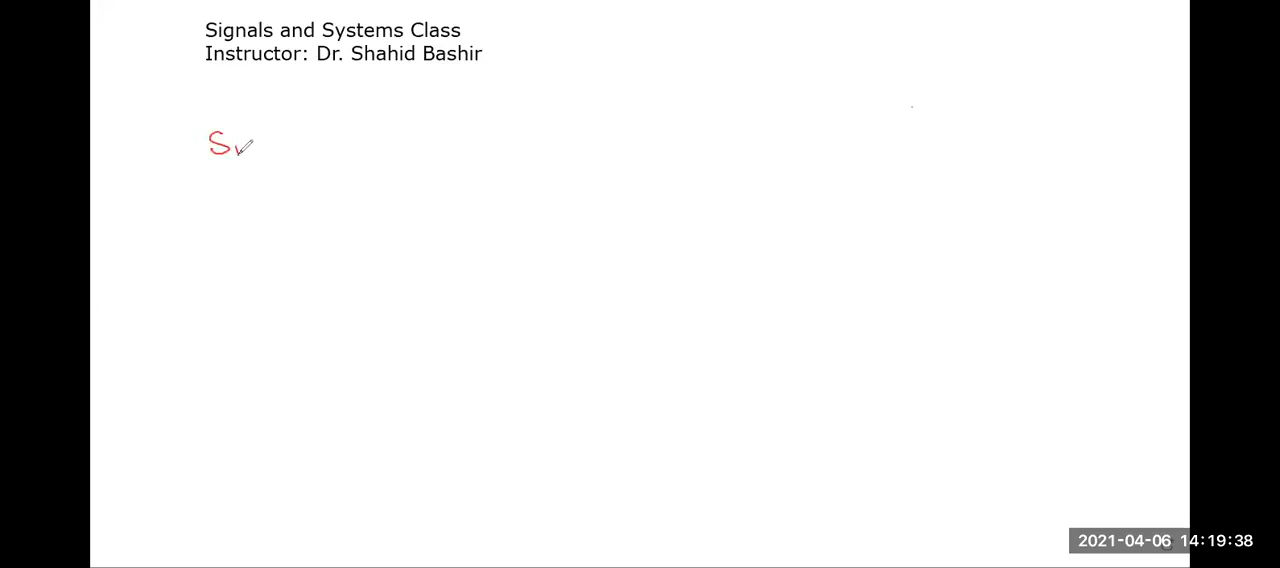 Signals and Systems Class
Instructor: Dr. Shahid Bashir
S
2021-04-06 14:19:38